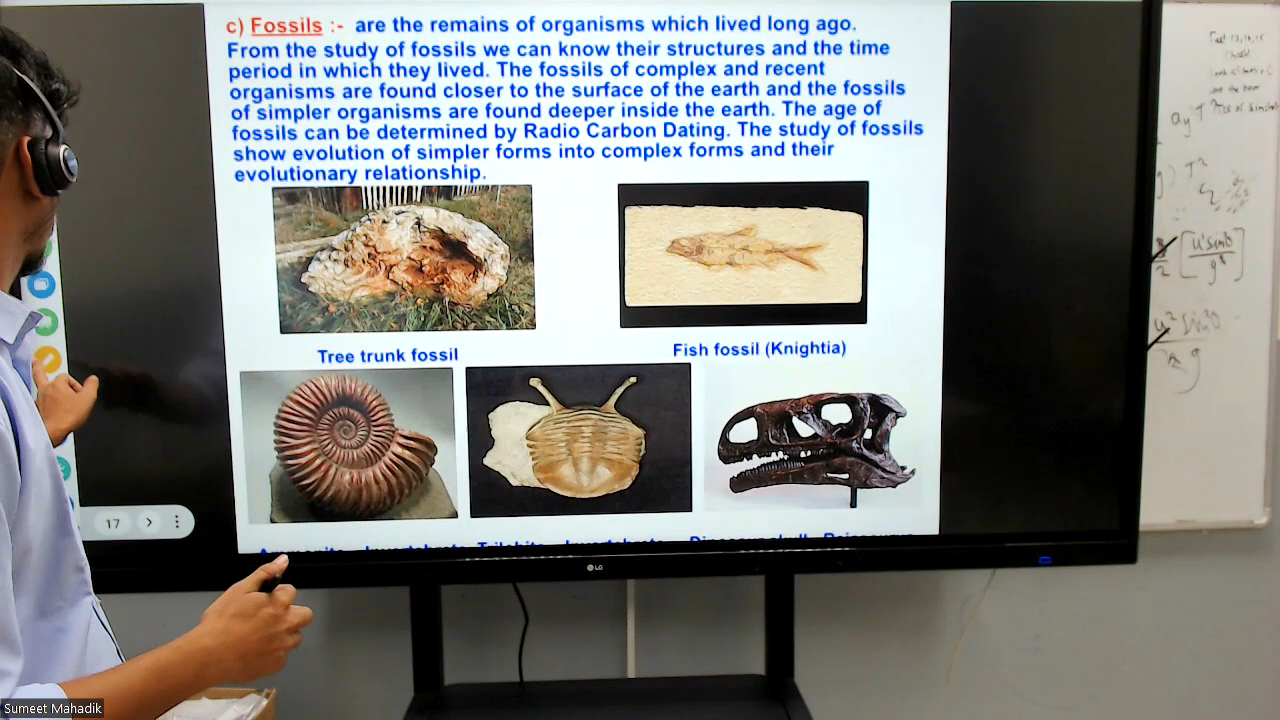 c) Fossils :- are the remains of organisms which lived long ago.
From the study of fossils we can know their structures and the time
period in which they lived. The fossils of complex and recent
organisms are found closer to the surface of the earth and the fossils
of simpler organisms are found deeper inside the earth. The age of
fossils can be determined by Radio Carbon Dating. The study of fossils
show evolution of simpler forms into complex forms and their
evolutionary relationship.
Tree trunk fossil
Fish fossil (Knightia)
17
LG
Sumeet Mahadik